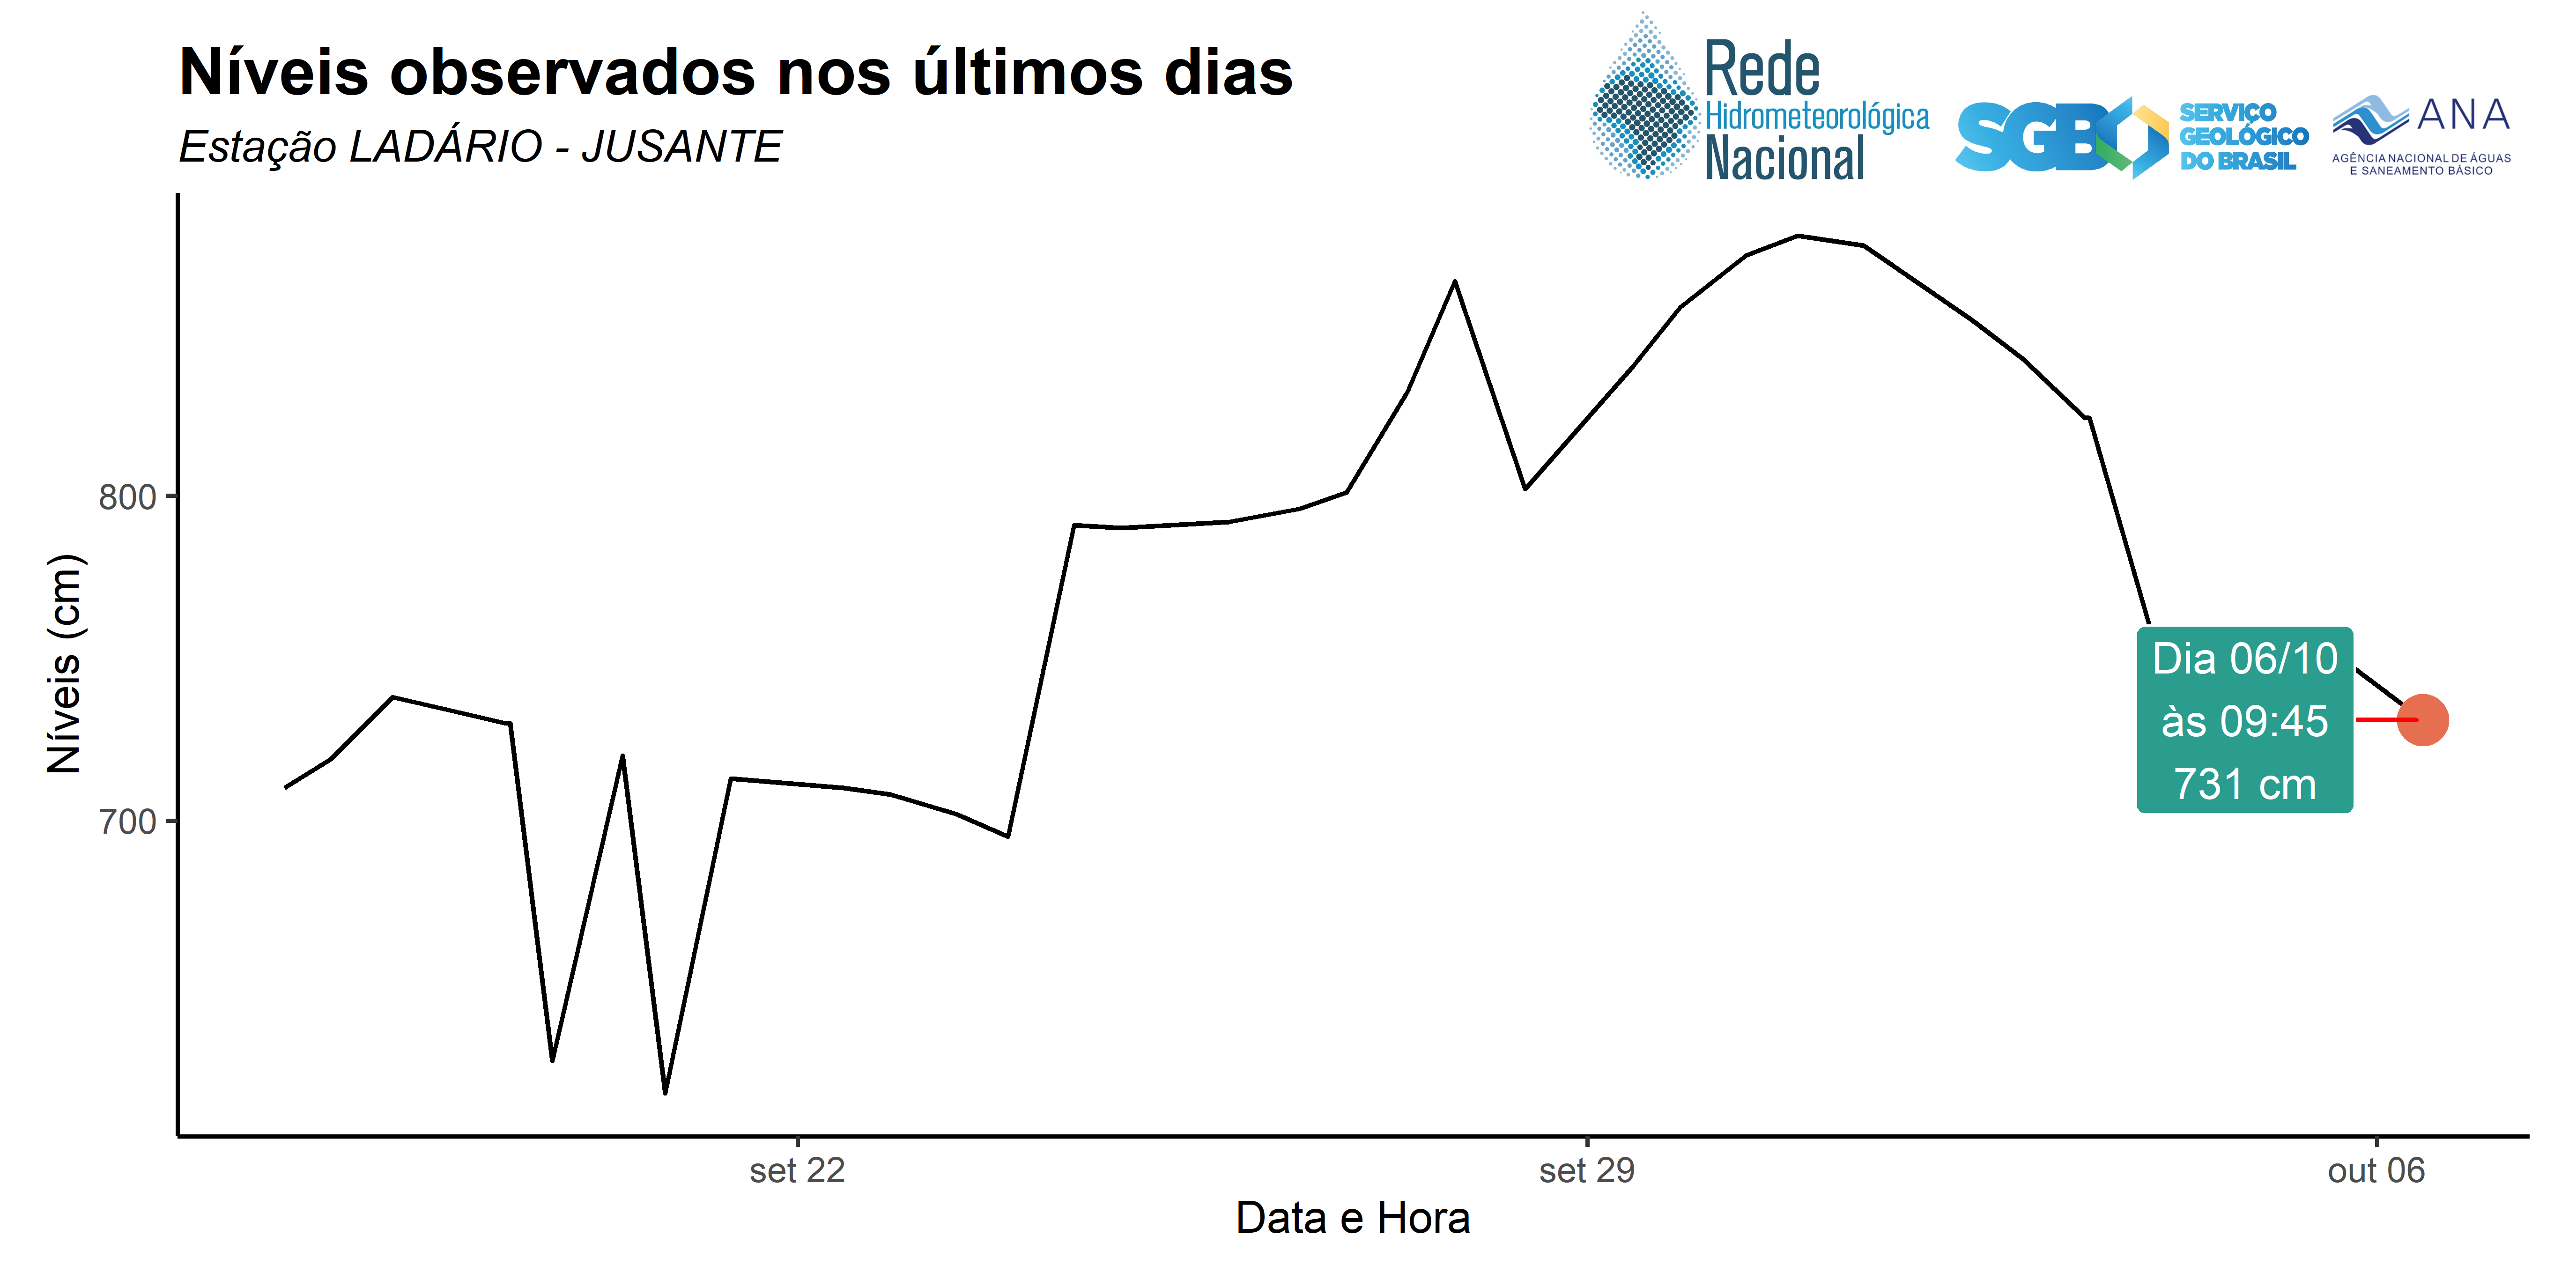 Níveis observados nos últimos dias
Estação LADÁRIO - JUSANTE
Rede
Hidrometeorológica
Nacional
SGB
SERVIÇO
GEOLÓGICO
DO BRASIL
ANA
AGÊNCIA NACIONAL DE ÁGUAS
E SANEAMENTO BÁSICO
Níveis (cm)
800
700
Dia 06/10
às 09:45
731 cm
set 22
set 29
out 06
Data e Hora